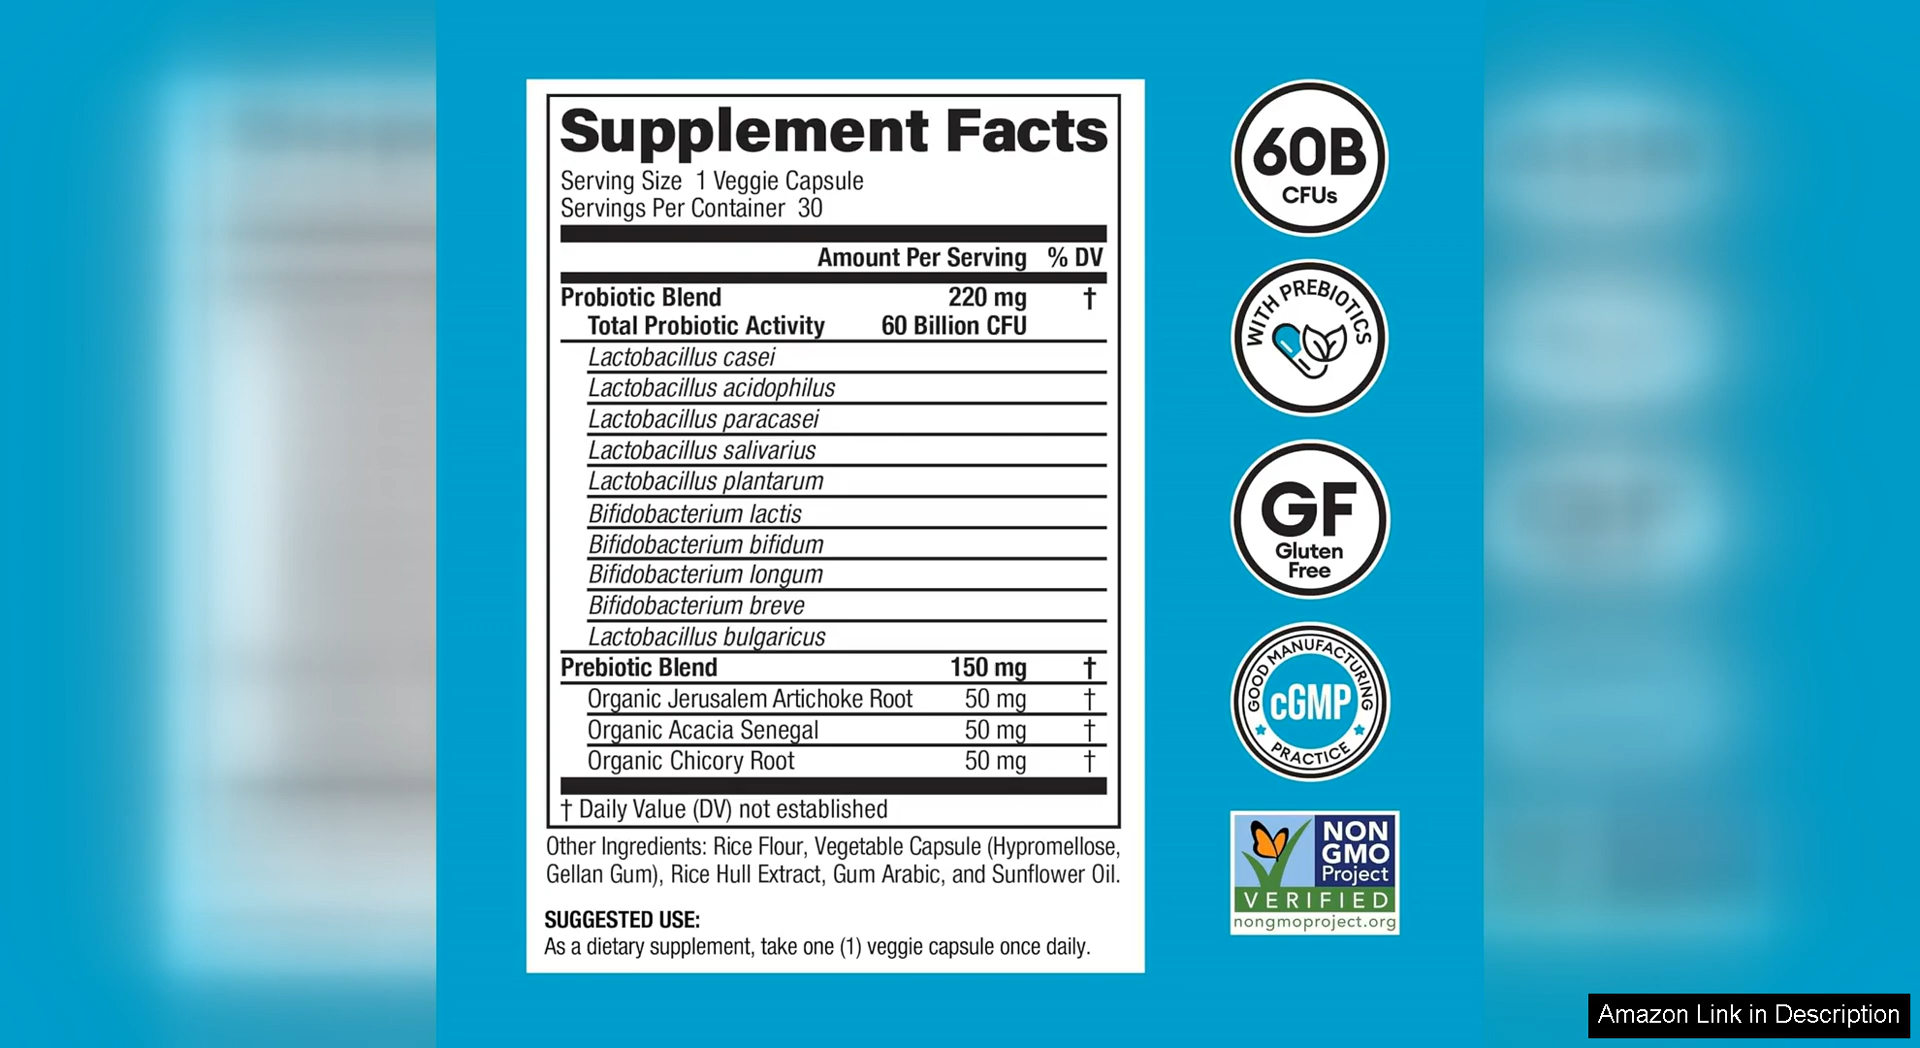 Supplement Facts
Serving Size 1 Veggie Capsule
Servings Per Container 30
Amount Per Serving % DV
Probiotic Blend 220 mg †
Total Probiotic Activity 60 Billion CFU
Lactobacillus casei
Lactobacillus acidophilus
Lactobacillus paracasei
Lactobacillus salivarius
Lactobacillus plantarum
Bifidobacterium lactis
Bifidobacterium bifidum
Bifidobacterium longum
Bifidobacterium breve
Lactobacillus bulgaricus
Prebiotic Blend 150 mg †
Organic Jerusalem Artichoke Root 50 mg †
Organic Acacia Senegal 50 mg †
Organic Chicory Root 50 mg †
† Daily Value (DV) not established
Other Ingredients: Rice Flour, Vegetable Capsule (Hypromellose,
Gellan Gum), Rice Hull Extract, Gum Arabic, and Sunflower Oil.
SUGGESTED USE:
As a dietary supplement, take one (1) veggie capsule once daily.
60B
CFUs
WITH PREBIOTICS
GF
Gluten
Free
GOOD MANUFACTURING
cGMP
PRACTICE
NON
GMO
Project
VERIFIED
nongmoproject.org
Amazon Link in Description